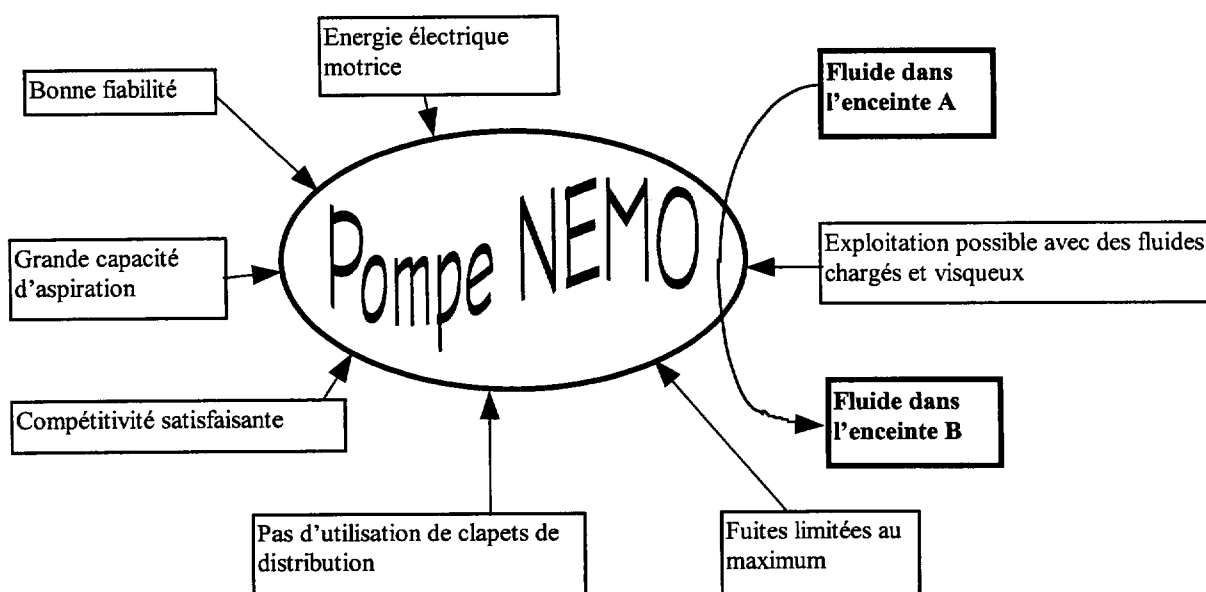 Energie électrique
motrice
Bonne fiabilité
Fluide dans
l'enceinte A
Pompe NEMO
Grande capacité
d'aspiration
Exploitation possible avec des fluides
chargés et visqueux
Compétitivité satisfaisante
Fluide dans
l'enceinte B
Pas d'utilisation de clapets de
distribution
Fuites limitées au
maximum